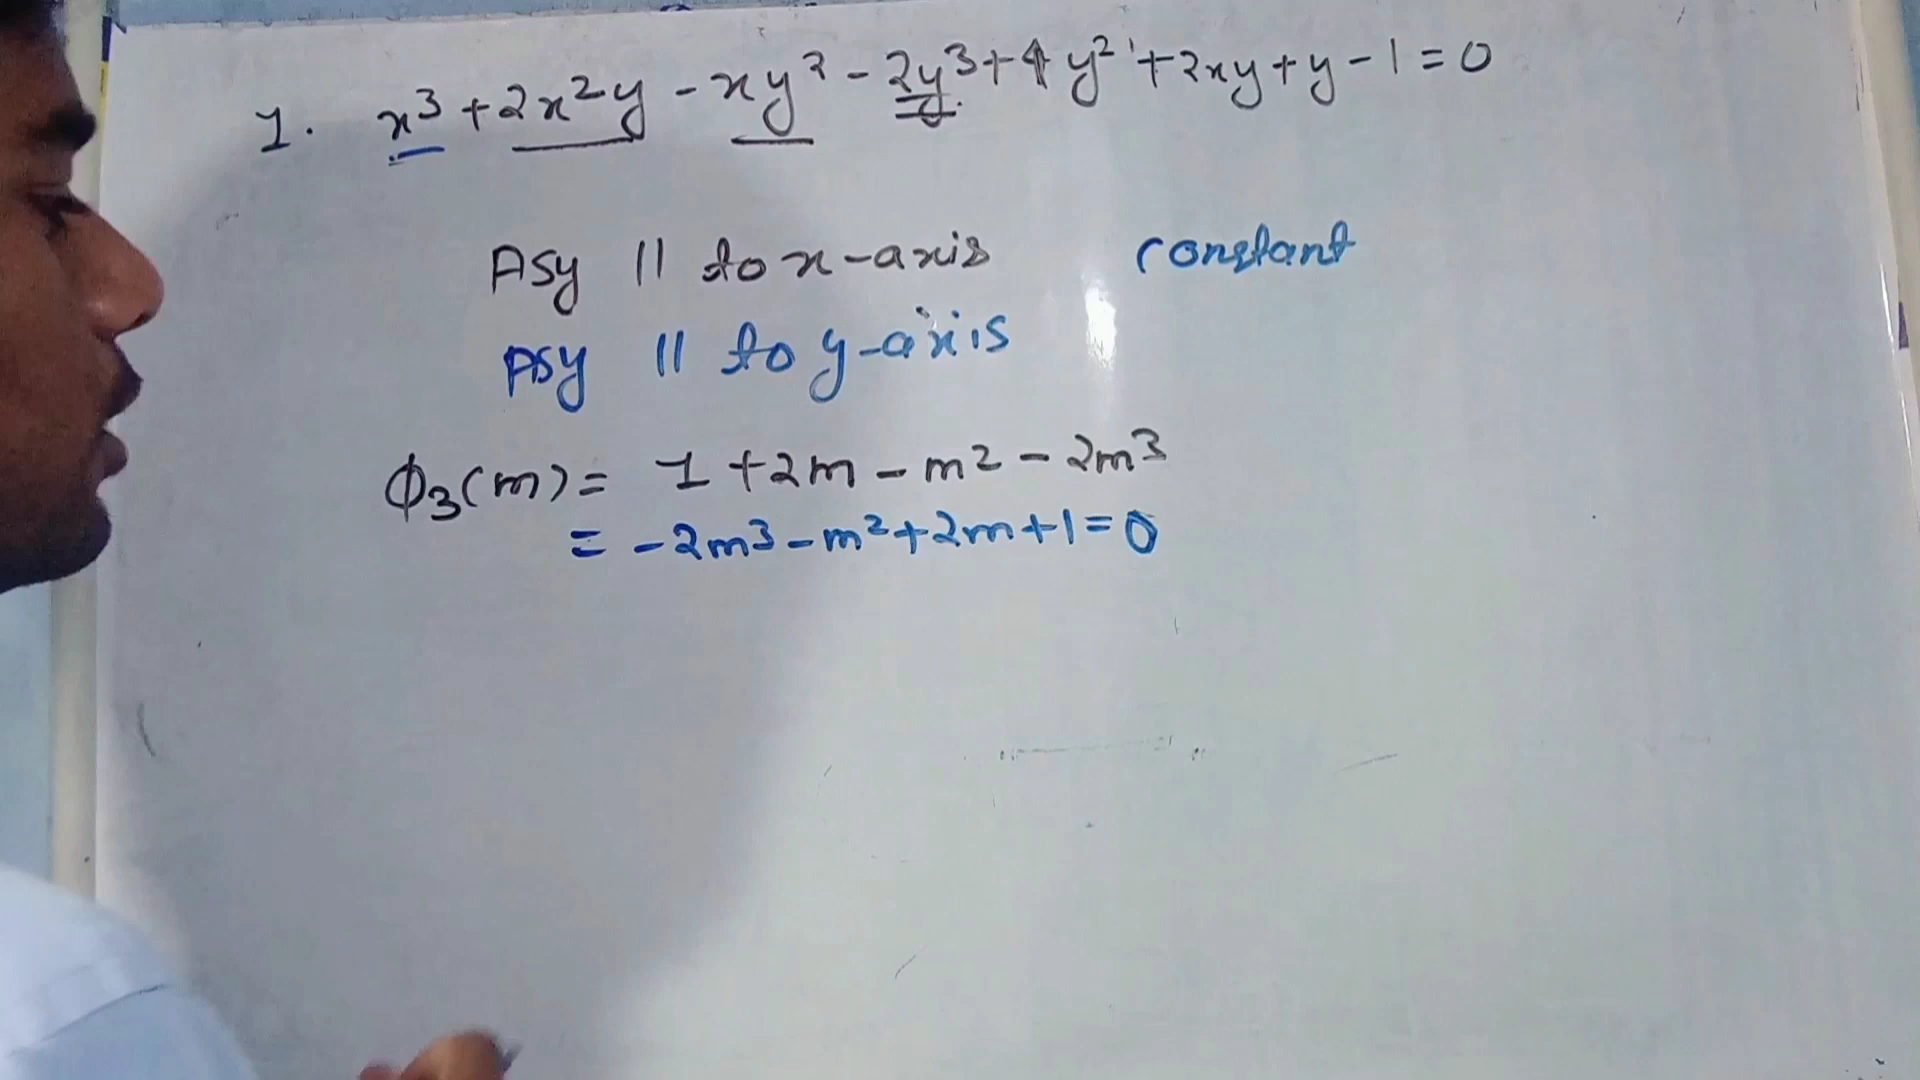 1. x³ + 2x²y - xy² - 2y³ + 4y² + 2xy + y - 1 = 0
Asy || to x-axis constant
Asy || to y-axis
Φ₃(m) = 1 + 2m - m² - 2m³
= -2m³ - m² + 2m + 1 = 0